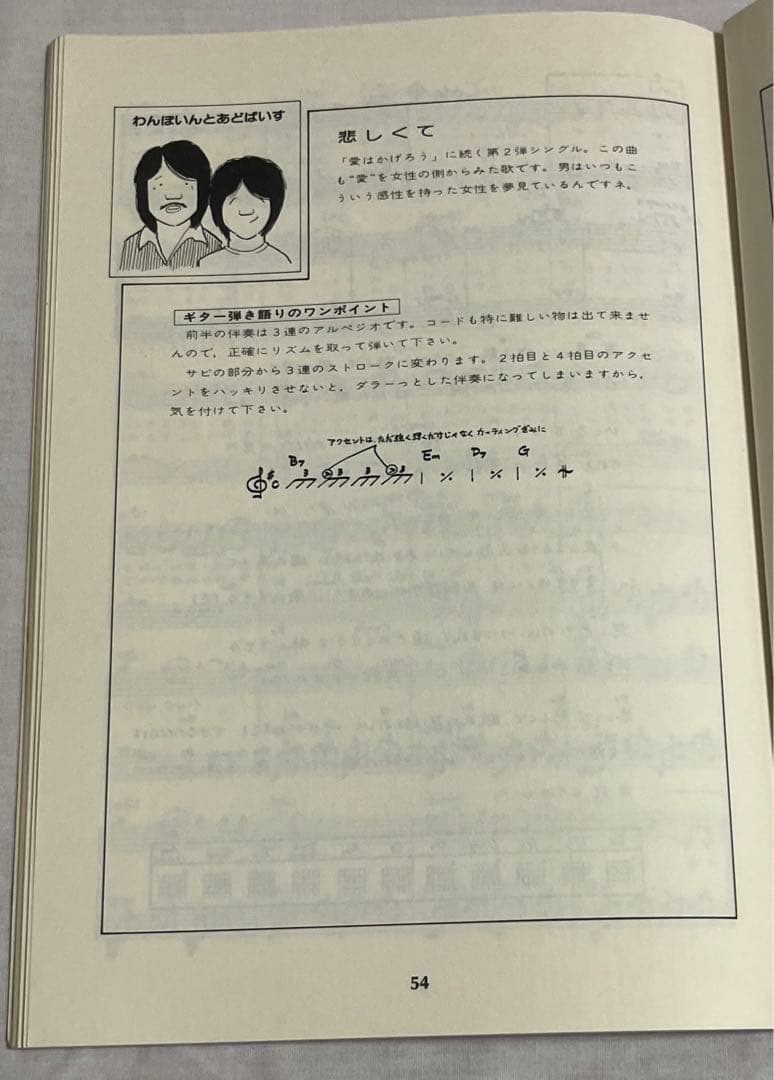 わんぽいんとあどばいす
悲しくて
「愛はかげろう」に続く第２弾シングル。この曲
も“愛”を女性の側からみた歌です。男はいつもこ
ういう感性を持った女性を夢見ているんですネ。
ギター弾き語りのワンポイント
前半の伴奏は３連のアルペジオです。コードも特に難しい物は出て来ませ
んので，正確にリズムを取って弾いて下さい。
サビの部分から３連のストロークに変わります。２拍目と４拍目のアクセ
ントをハッキリさせないと，ダラーっとした伴奏になってしまいますから，
気を付けて下さい。
アクセントは、ただ強く弾くだけじゃなくカーティングぎみに
B7 Em D7 G
3 3 3 3
54